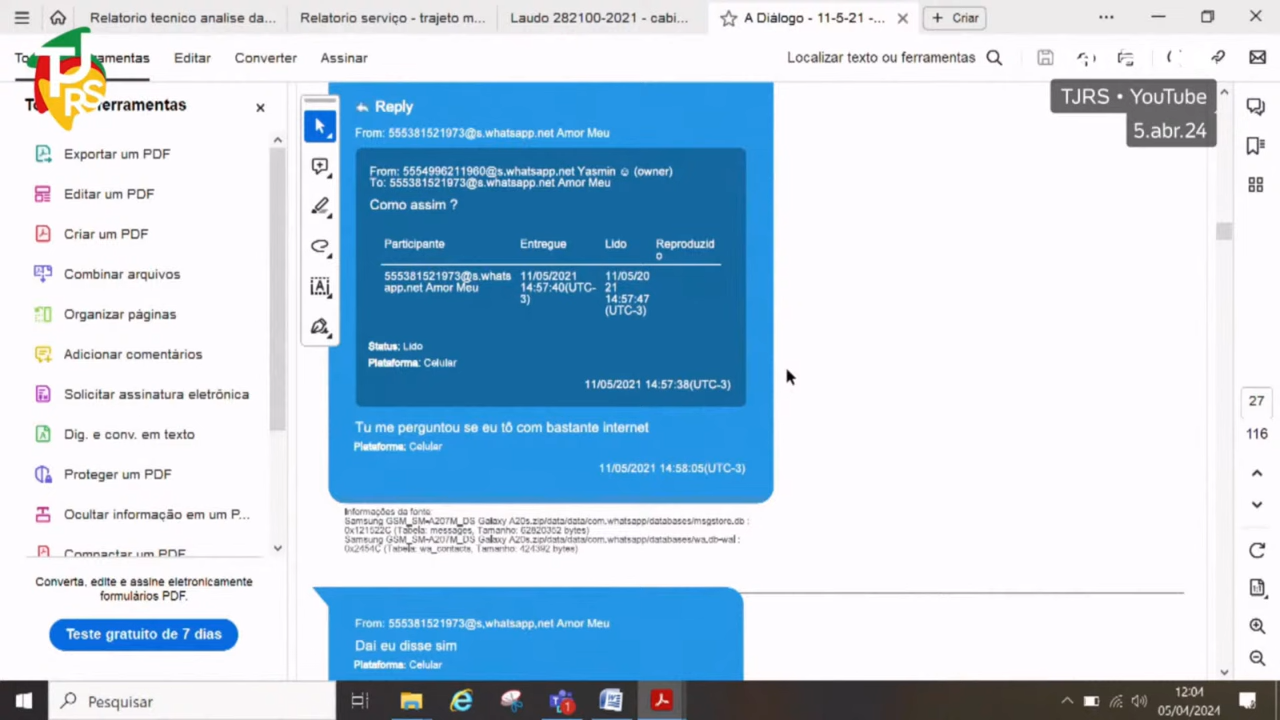 Relatorio tecnico analise da...
Relatorio serviço - trajeto m...
Laudo 282100-2021 - cabi...
A Diálogo - 11-5-21 -...
Criar
Editar
Converter
Assinar
Localizar texto ou ferramentas
TJ
RS
TJRS • YouTube
5.abr.24
Exportar um PDF
Editar um PDF
Criar um PDF
Combinar arquivos
Organizar páginas
Adicionar comentários
Solicitar assinatura eletrônica
Dig. e conv. em texto
Proteger um PDF
Ocultar informação em um P...
Compactar um PDF
Converta, edite e assine eletronicamente
formulários PDF.
Teste gratuito de 7 dias
Reply
From: 555381521973@s.whatsapp.net Amor Meu
From: 5554996211960@s.whatsapp.net Yasmin ☺ (owner)
To: 555381521973@s.whatsapp.net Amor Meu
Como assim ?
Participante Entregue Lido Reproduzid
o
555381521973@s.whats 11/05/2021 11/05/20
app.net Amor Meu 14:57:40(UTC- 21
3) 14:57:47
(UTC-3)
Status: Lido
Plataforma: Celular
11/05/2021 14:57:38(UTC-3)
Tu me perguntou se eu tô com bastante internet
Plataforma: Celular
11/05/2021 14:58:05(UTC-3)
Informações da fonte:
Samsung GSM_SM-A207M_DS Galaxy A20s.zip/data/data/com.whatsapp/databases/msgstore.db :
0x121522C (Tabela: messages, Tamanho: 62820352 bytes)
Samsung GSM_SM-A207M_DS Galaxy A20s.zip/data/data/com.whatsapp/databases/wa.db-wal :
0x2454C (Tabela: wa_contacts, Tamanho: 424392 bytes)
From: 555381521973@s.whatsapp.net Amor Meu
Dai eu disse sim
Plataforma: Celular
27
116
Pesquisar
1
12:04
05/04/2024